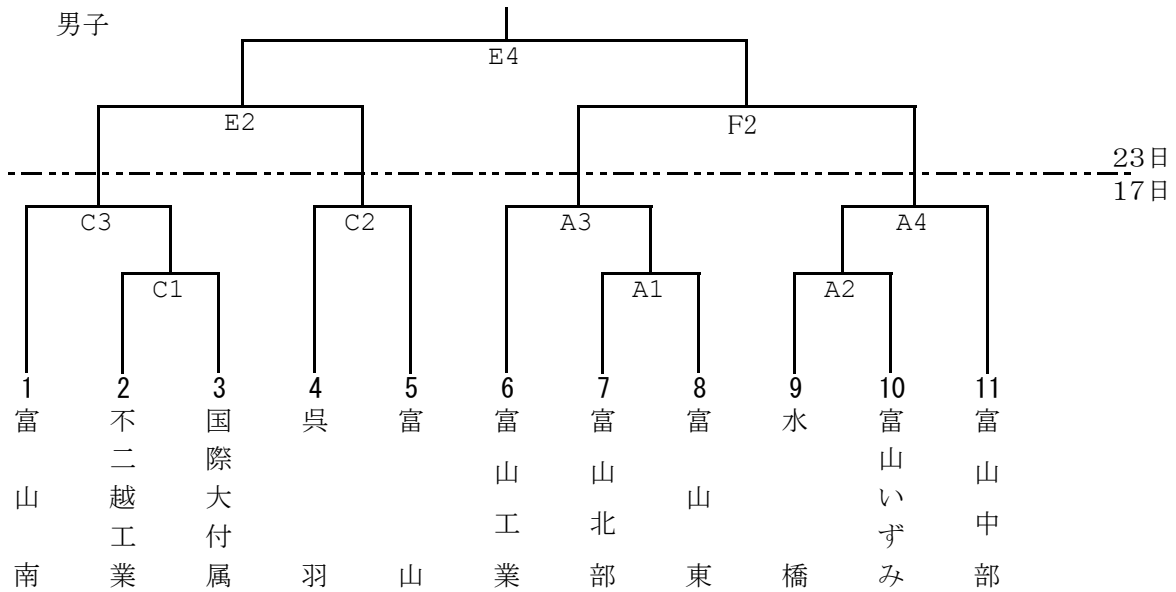 男子
E4
E2
F2
23日
17日
C3
C2
A3
A4
C1
A1
A2
1
2
3
4
5
6
7
8
9
10
11
富山南
不二越工業
国際大付属
呉羽
富山
富山工業
富山北部
富山東
水橋
富山いずみ
富山中部